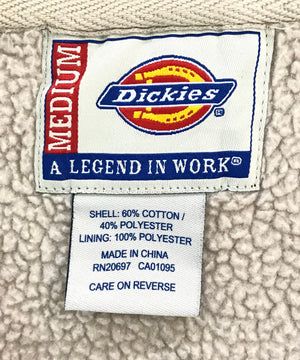 MEDIUM
Dickies
A LEGEND IN WORK®
SHELL: 60% COTTON /
40% POLYESTER
LINING: 100% POLYESTER
MADE IN CHINA
RN20697 CA01095
CARE ON REVERSE